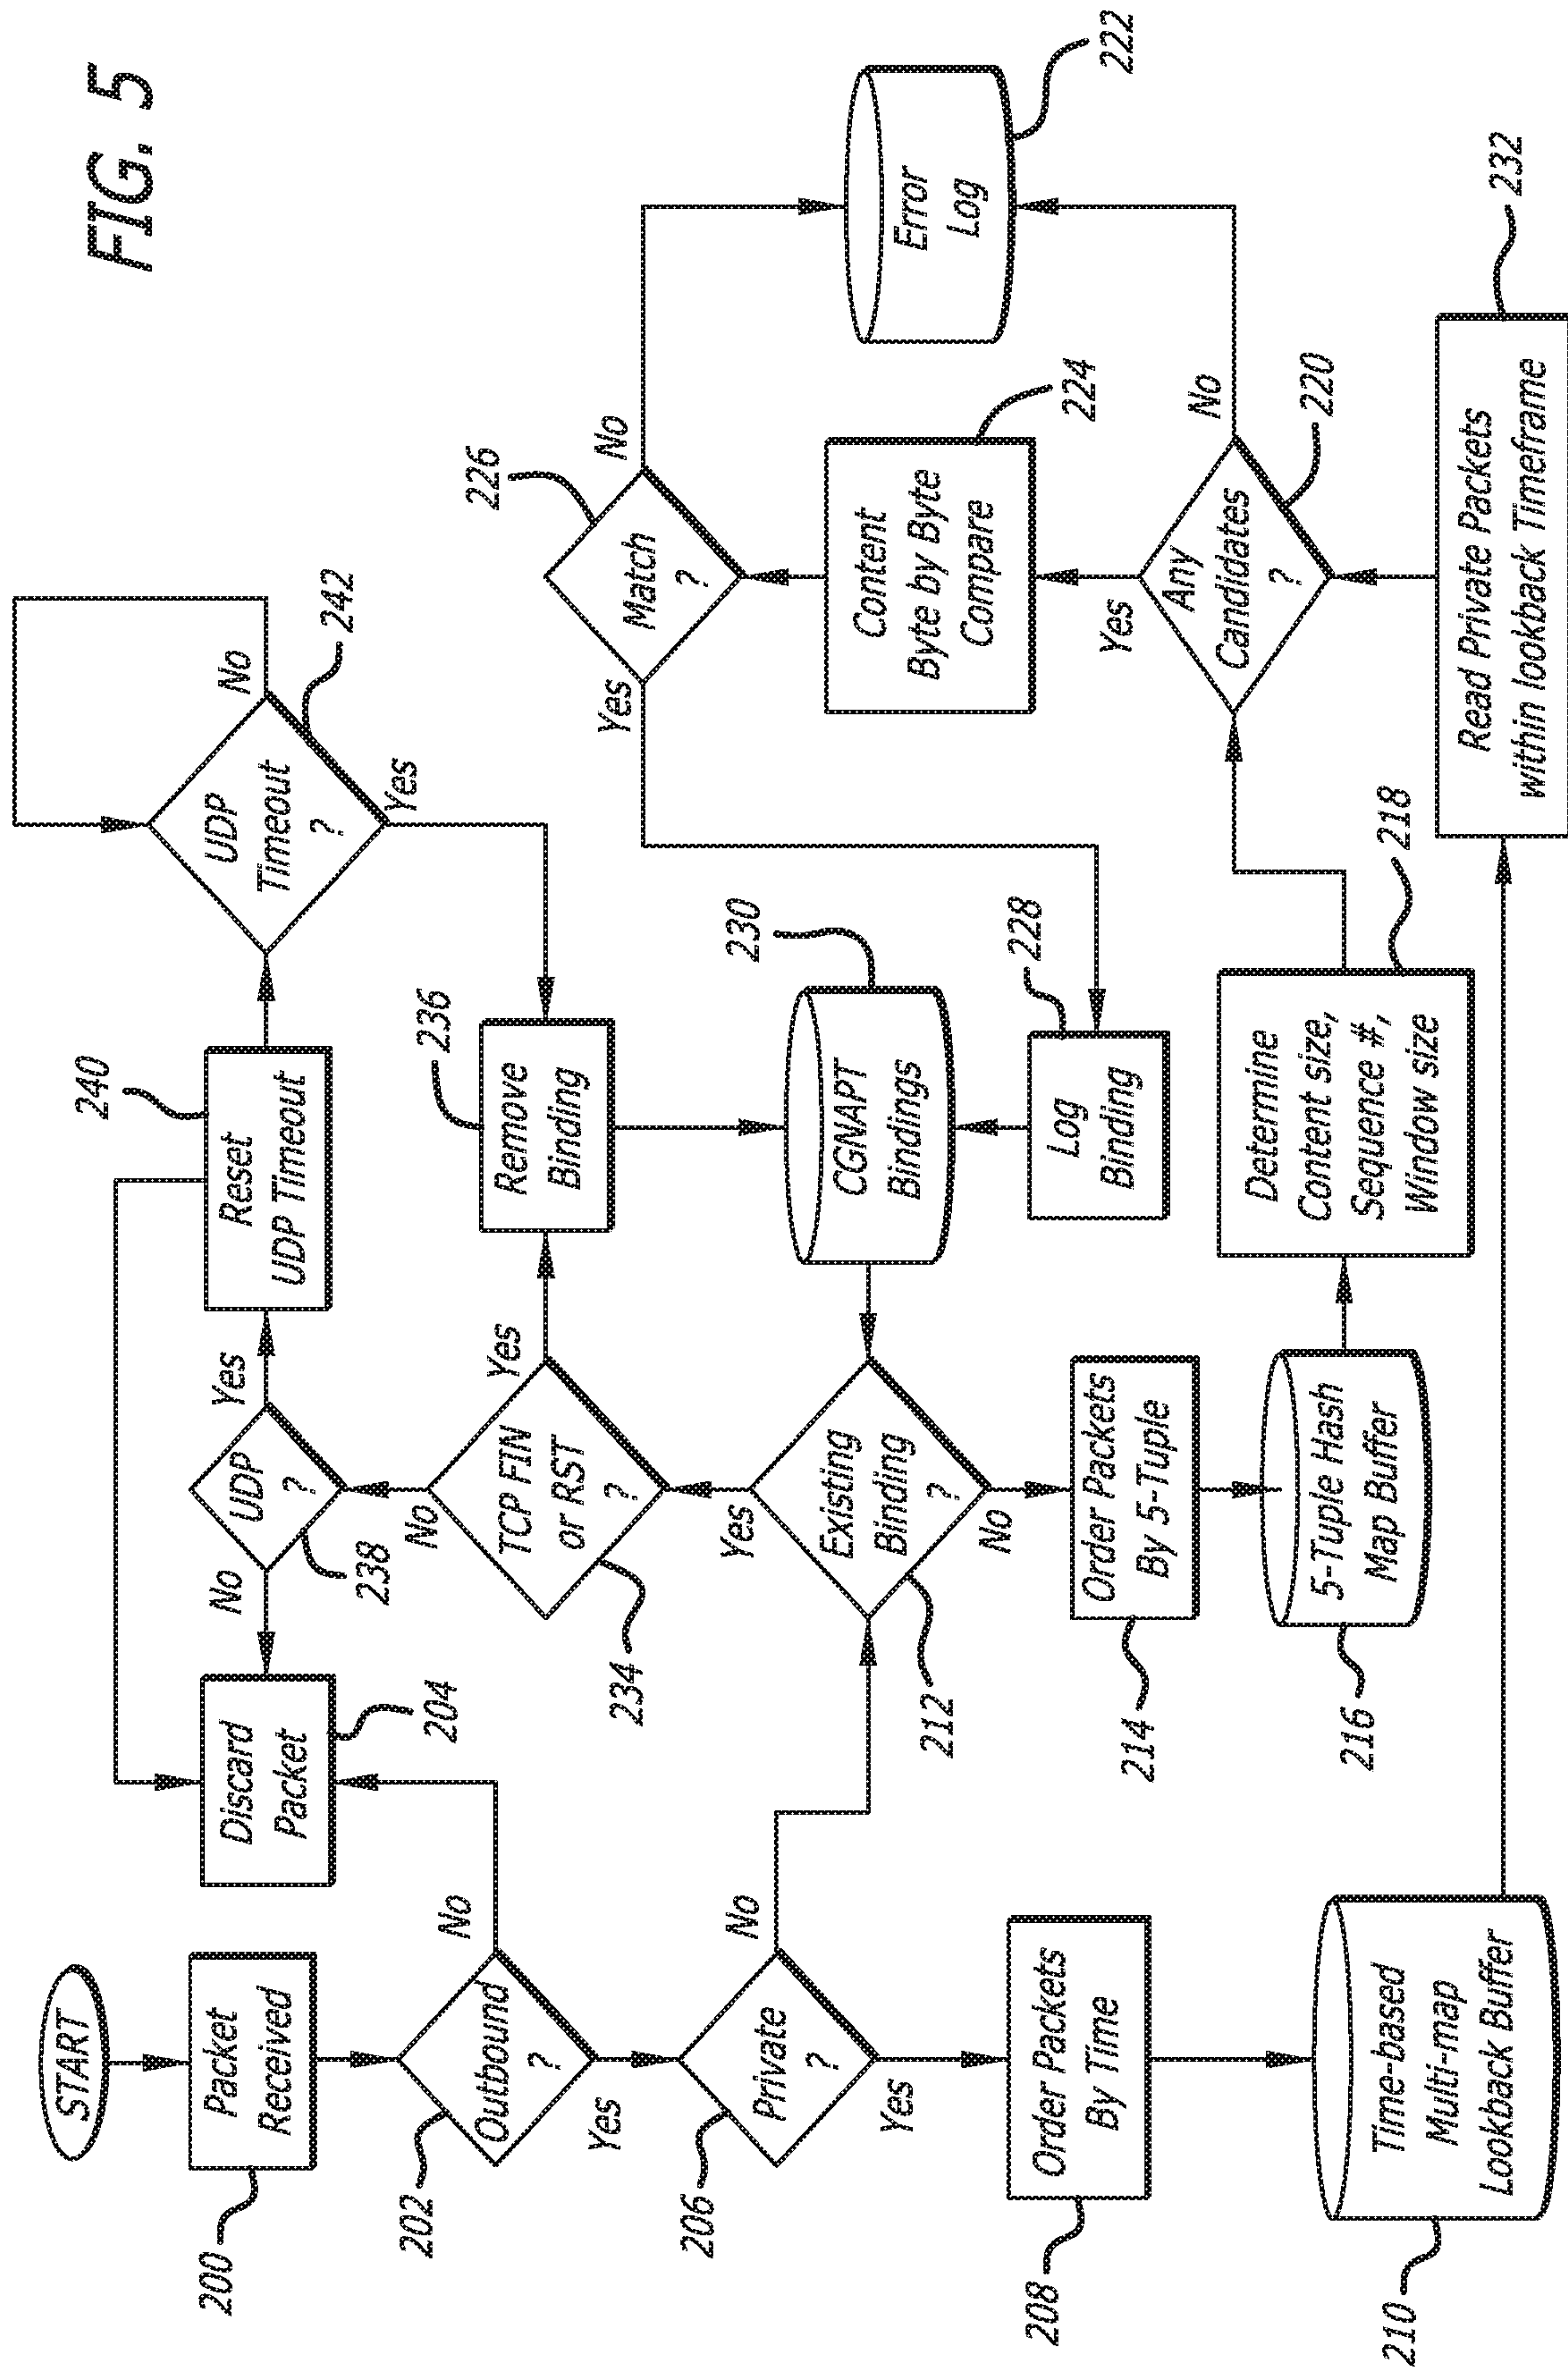 FIG. 5
START
Packet
Received
200
Outbound
?
202
No
Yes
Discard
Packet
204
Private
?
206
No
Yes
Order Packets
By Time
208
Time-based
Multi-map
Lookback Buffer
210
UDP
?
238
No
Yes
Reset
UDP Timeout
240
UDP
Timeout
?
242
No
Yes
TCP FIN
or RST
?
234
No
Yes
Remove
Binding
236
Existing
Binding
?
212
Yes
No
CGNAPT
Bindings
230
Log
Binding
228
Order Packets
By 5-Tuple
214
5-Tuple Hash
Map Buffer
216
Determine
Content size,
Sequence #,
Window size
218
Match
?
226
Yes
No
Content
Byte by Byte
Compare
224
Any
Candidates
?
220
Yes
No
Error
Log
222
Read Private Packets
within lookback Timeframe
232